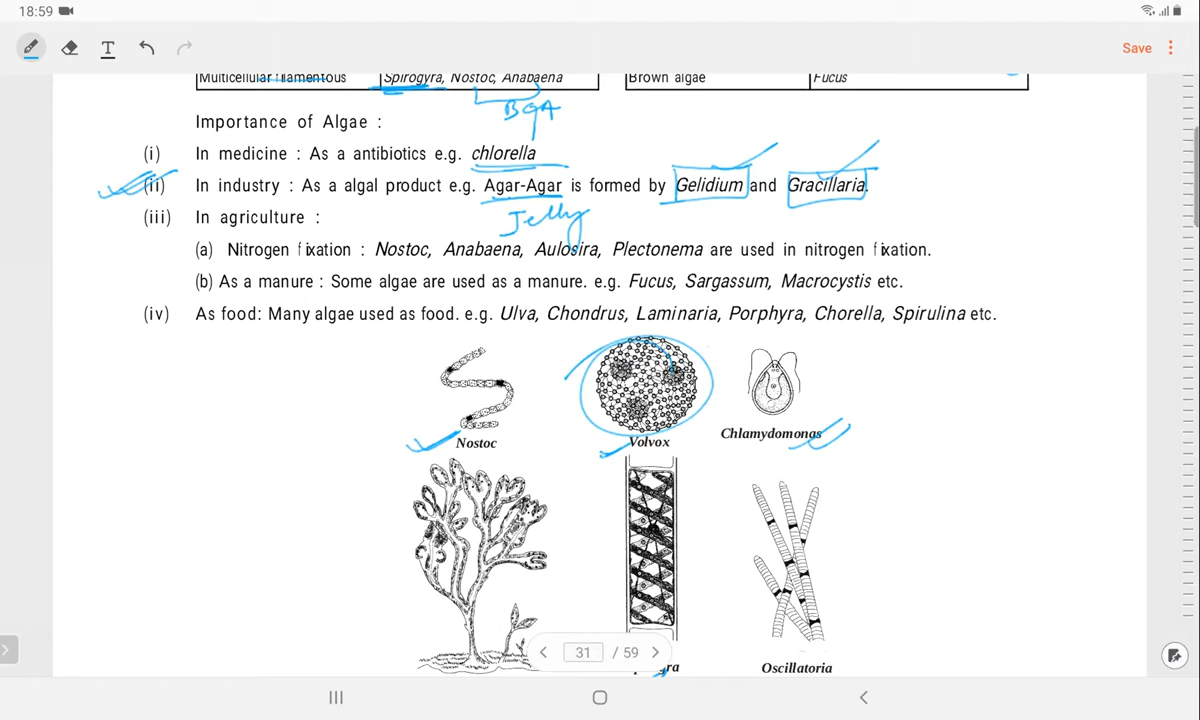 18:59
T
Save
Multicellular filamentous Spirogyra, Nostoc, Anabaena Brown algae Fucus
BGA
Importance of Algae :
(i) In medicine : As a antibiotics e.g. chlorella
(ii) In industry : As a algal product e.g. Agar-Agar is formed by Gelidium and Gracillaria.
Jelly
(iii) In agriculture :
(a) Nitrogen fixation : Nostoc, Anabaena, Aulosira, Plectonema are used in nitrogen fixation.
(b) As a manure : Some algae are used as a manure. e.g. Fucus, Sargassum, Macrocystis etc.
(iv) As food: Many algae used as food. e.g. Ulva, Chondrus, Laminaria, Porphyra, Chorella, Spirulina etc.
Nostoc Volvox Chlamydomonas
31 / 59
Oscillatoria